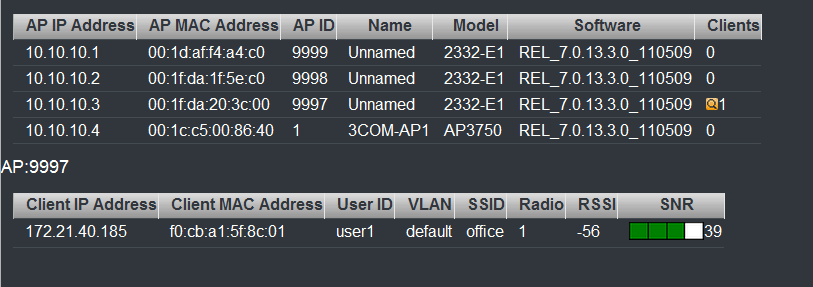 AP IP Address AP MAC Address AP ID Name Model Software Clients
10.10.10.1 00:1d:af:f4:a4:c0 9999 Unnamed 2332-E1 REL_7.0.13.3.0_110509 0
10.10.10.2 00:1f:da:1f:5e:c0 9998 Unnamed 2332-E1 REL_7.0.13.3.0_110509 0
10.10.10.3 00:1f:da:20:3c:00 9997 Unnamed 2332-E1 REL_7.0.13.3.0_110509 1
10.10.10.4 00:1c:c5:00:86:40 1 3COM-AP1 AP3750 REL_7.0.13.3.0_110509 0
AP:9997
Client IP Address Client MAC Address User ID VLAN SSID Radio RSSI SNR
172.21.40.185 f0:cb:a1:5f:8c:01 user1 default office 1 -56 39